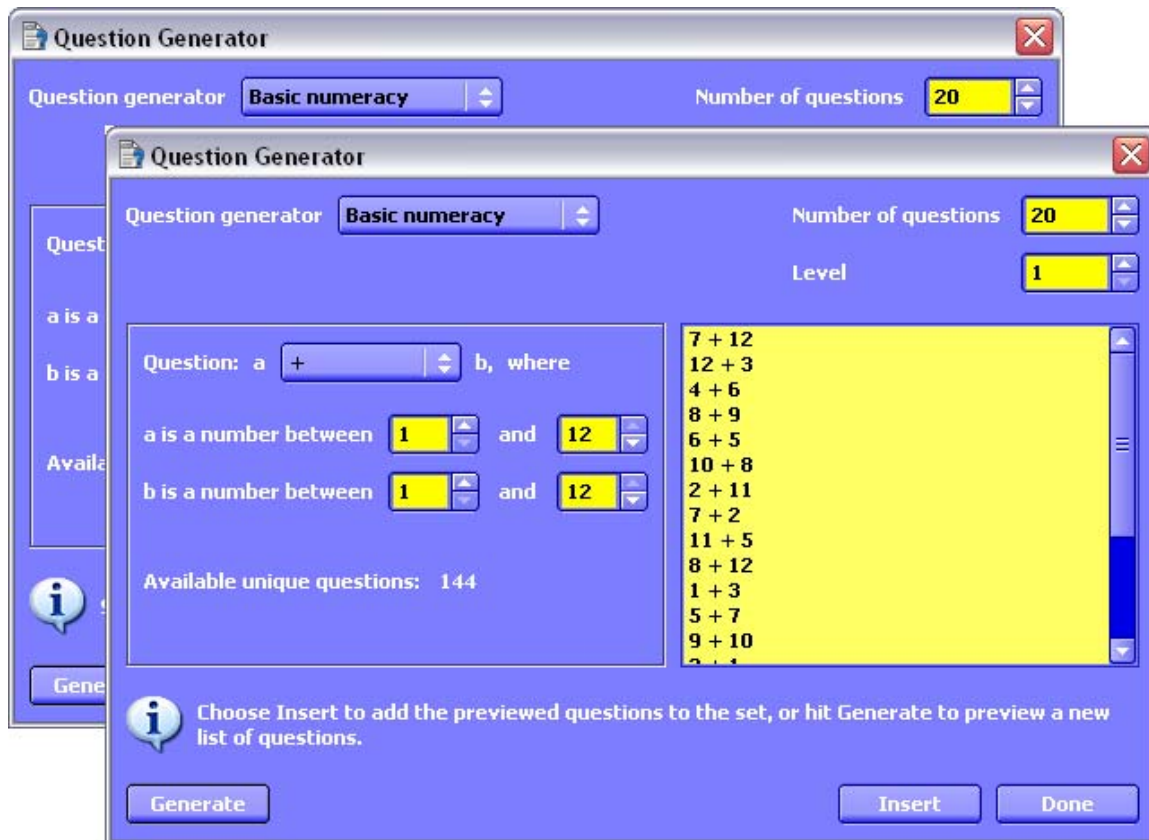 Question Generator
Question generator Basic numeracy Number of questions 20
Question Generator
Question generator Basic numeracy Number of questions 20
Level 1
Quest
a is a
b is a
Availa
Gene
Question: a + b, where
a is a number between 1 and 12
b is a number between 1 and 12
Available unique questions: 144
7 + 12
12 + 3
4 + 6
8 + 9
6 + 5
10 + 8
2 + 11
7 + 2
11 + 5
8 + 12
1 + 3
5 + 7
9 + 10
Choose Insert to add the previewed questions to the set, or hit Generate to preview a new
list of questions.
Generate Insert Done